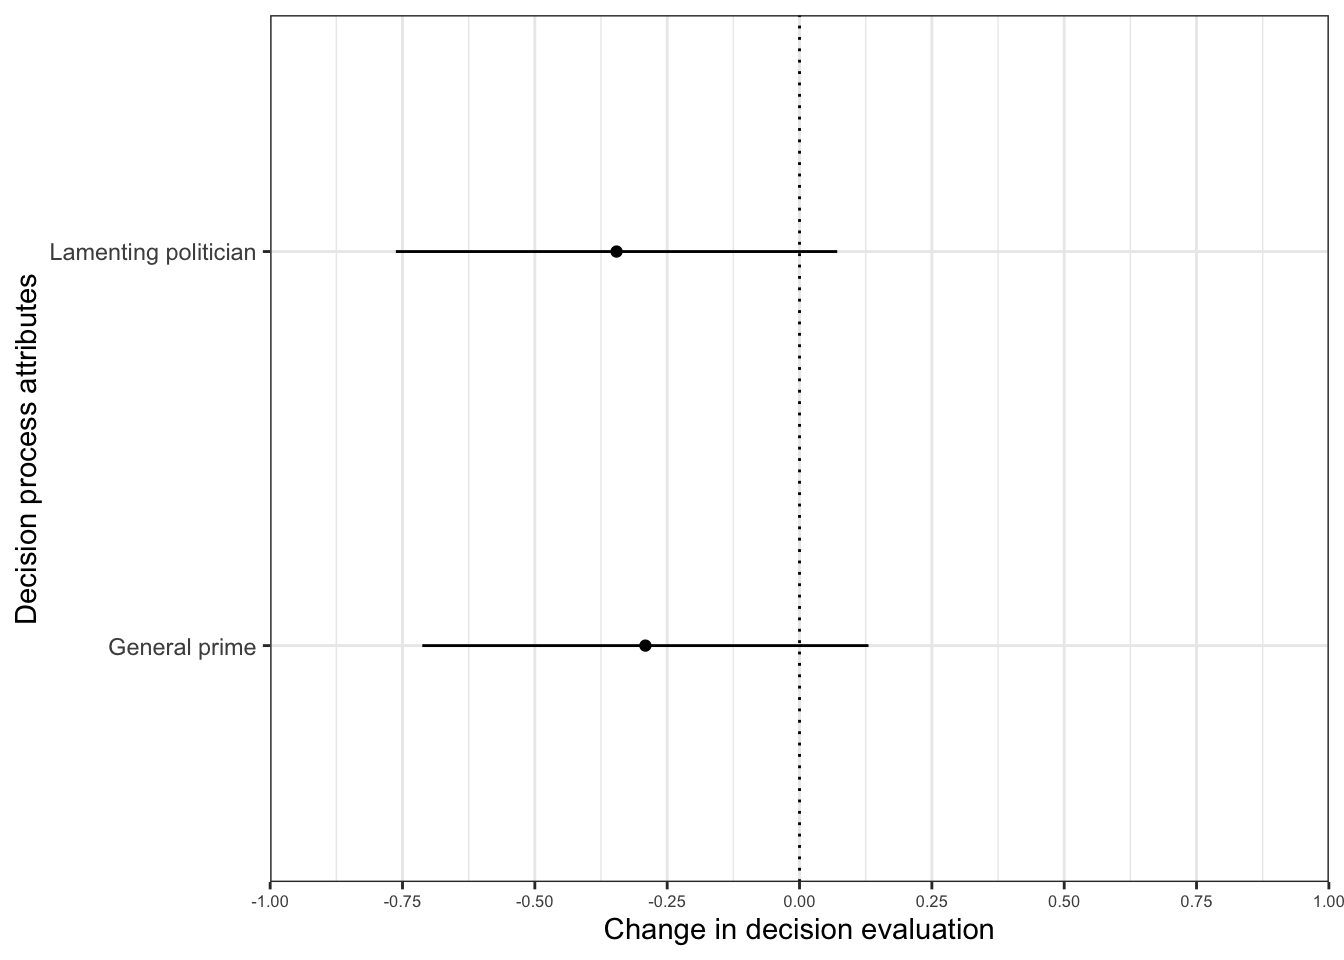 Decision process attributes
Lamenting politician
General prime
-1.00 -0.75 -0.50 -0.25 0.00 0.25 0.50 0.75 1.00
Change in decision evaluation